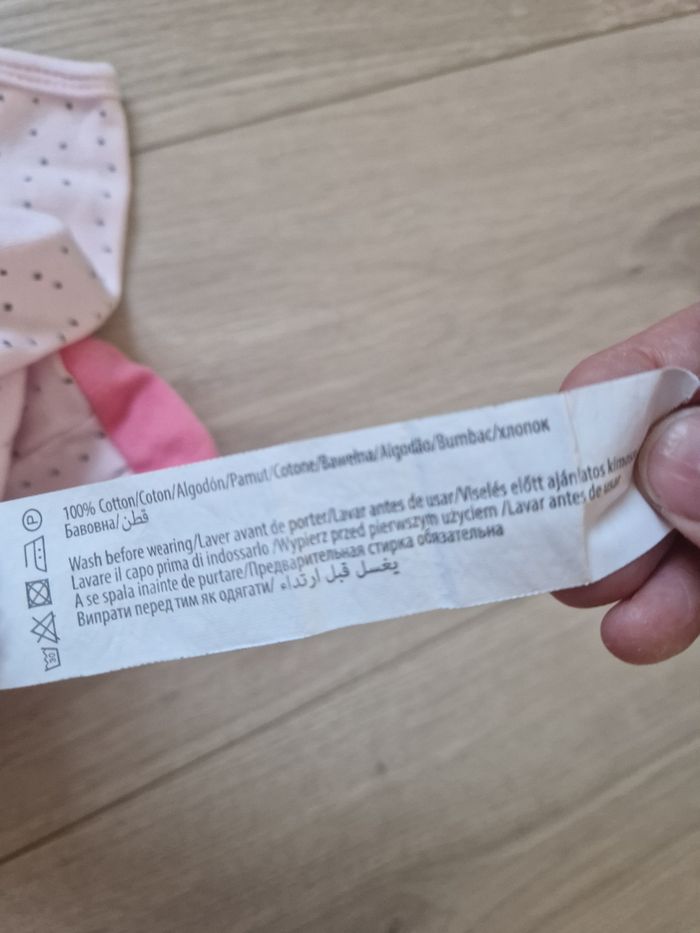 100% Cotton/Coton/Algodón/Pamut/Cotone/Bawełna/Algodão/Bumbac/хлопок
Бавовна/قطن
Wash before wearing/Laver avant de porter/Lavar antes de usar/Viselés előtt ajánlatos
Lavare il capo prima di indossarlo /Wypierz przed pierwszym użyciem /Lavar antes de usar
A se spala inainte de purtare/Предварительная стирка обязательна
Випрати перед тим як одягати/ يغسل قبل ارتداء
P